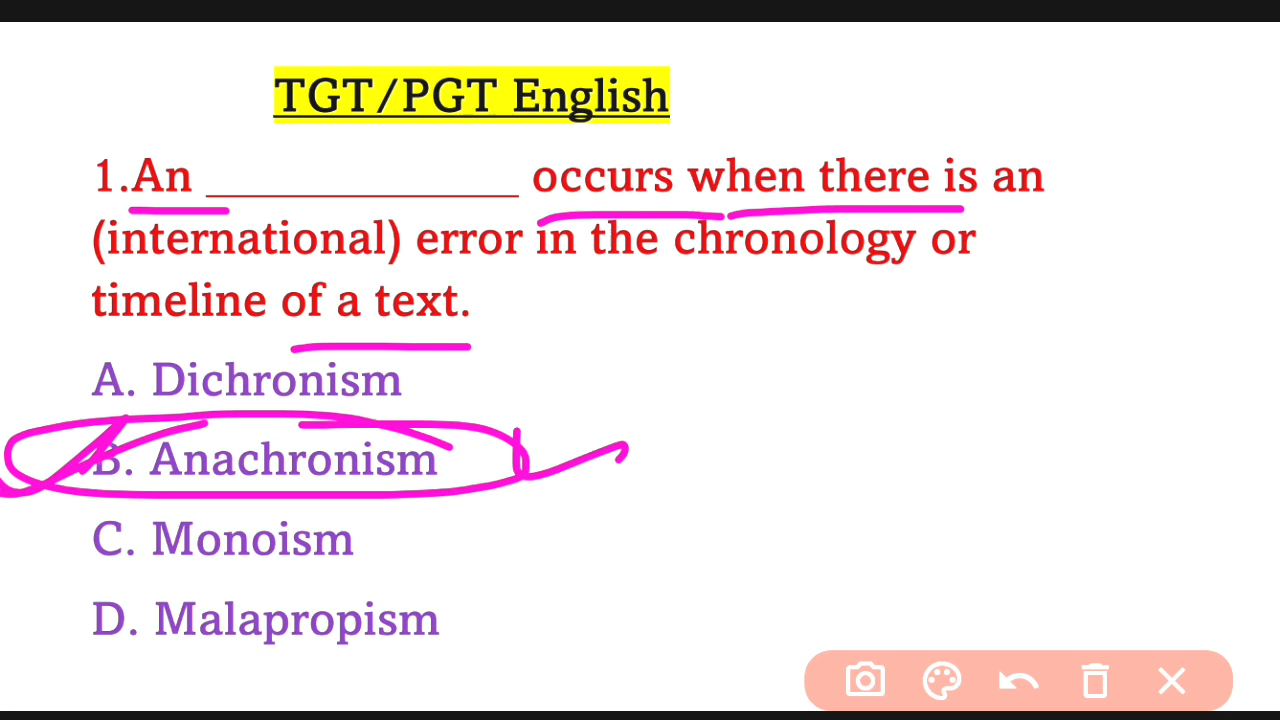 TGT/PGT English
1.An _____________ occurs when there is an
(international) error in the chronology or
timeline of a text.
A. Dichronism
B. Anachronism
C. Monoism
D. Malapropism